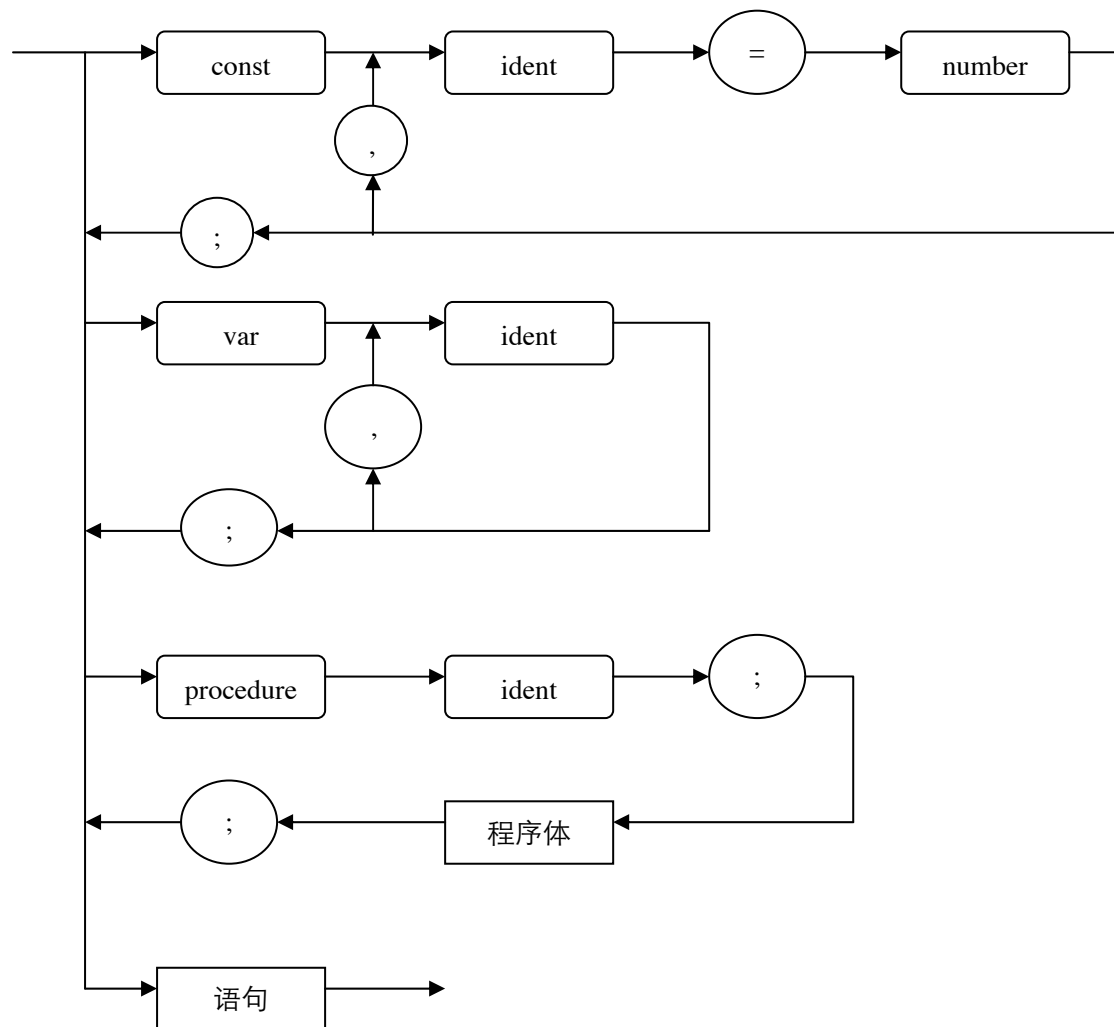 const ident = number
,
;
var ident
,
;
procedure ident ;
; 程序体
语句